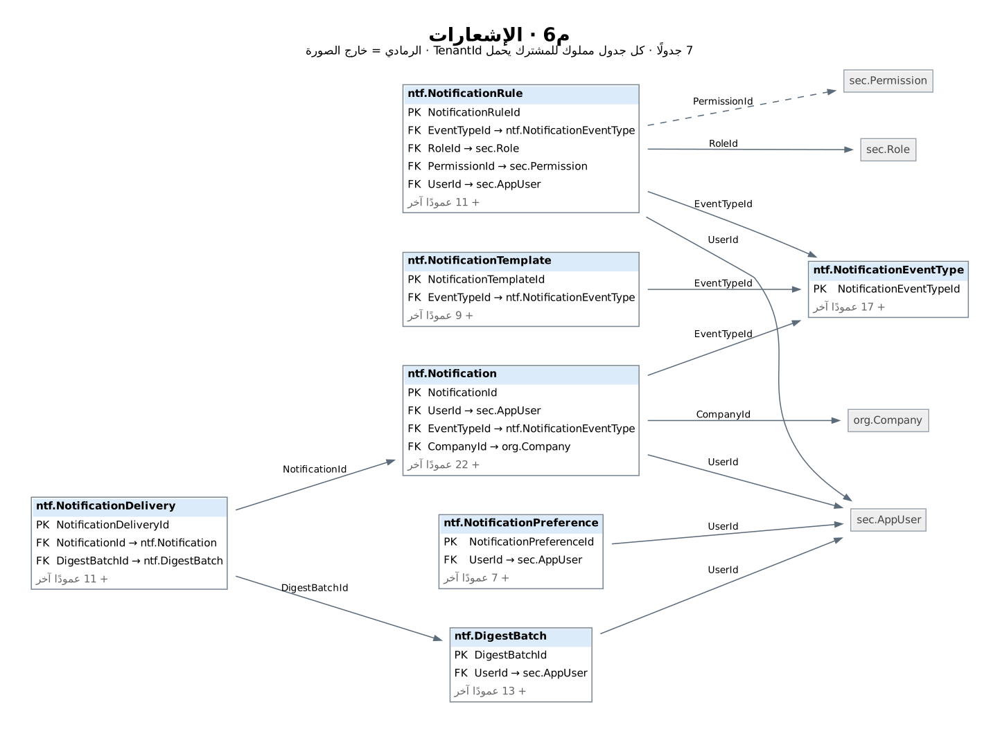 م6 · الإشعارات
7 جدولًا · كل جدول مملوك للمشترك يحمل TenantId · الرمادي = خارج الصورة
sec.Permission
ntf.NotificationRule
PK NotificationRuleId
FK EventTypeId → ntf.NotificationEventType
FK RoleId → sec.Role
FK PermissionId → sec.Permission
FK UserId → sec.AppUser
+ 11 عمودًا آخر
PermissionId
RoleId
sec.Role
EventTypeId
UserId
ntf.NotificationTemplate
PK NotificationTemplateId
FK EventTypeId → ntf.NotificationEventType
+ 9 عمودًا آخر
EventTypeId
ntf.NotificationEventType
PK NotificationEventTypeId
+ 17 عمودًا آخر
EventTypeId
ntf.Notification
PK NotificationId
FK UserId → sec.AppUser
FK EventTypeId → ntf.NotificationEventType
FK CompanyId → org.Company
+ 22 عمودًا آخر
CompanyId
org.Company
UserId
NotificationId
ntf.NotificationDelivery
PK NotificationDeliveryId
FK NotificationId → ntf.Notification
FK DigestBatchId → ntf.DigestBatch
+ 11 عمودًا آخر
ntf.NotificationPreference
PK NotificationPreferenceId
FK UserId → sec.AppUser
+ 7 عمودًا آخر
UserId
sec.AppUser
UserId
DigestBatchId
ntf.DigestBatch
PK DigestBatchId
FK UserId → sec.AppUser
+ 13 عمودًا آخر